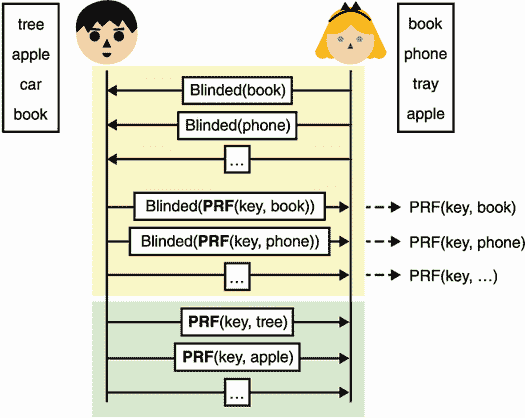 tree
apple
car
book
book
phone
tray
apple
Blinded(book)
Blinded(phone)
...
Blinded(PRF(key, book))
PRF(key, book)
Blinded(PRF(key, phone))
PRF(key, phone)
...
PRF(key, ...)
PRF(key, tree)
PRF(key, apple)
...